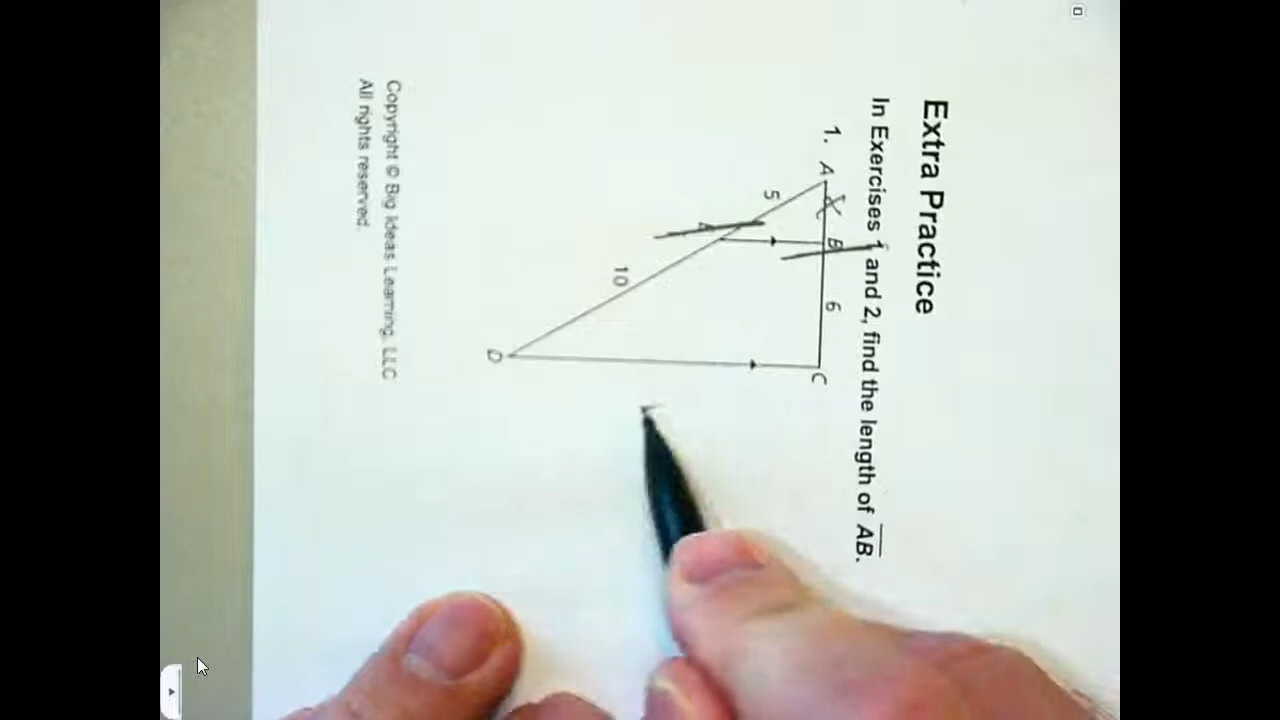 Extra Practice
In Exercises 1 and 2, find the length of AB.
1.
A
X
B
6
C
5
10
D
Copyright © Big Ideas Learning, LLC
All rights reserved.